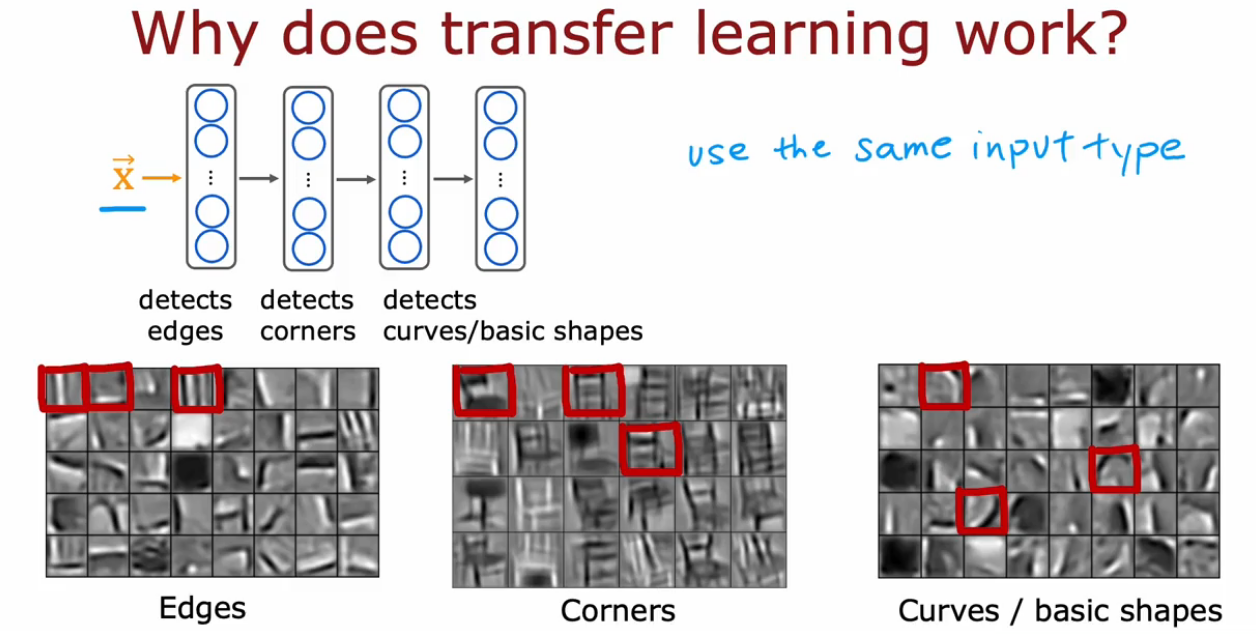 Why does transfer learning work?
use the same input type
x
detects
edges
detects
corners
detects
curves/basic shapes
Edges
Corners
Curves / basic shapes